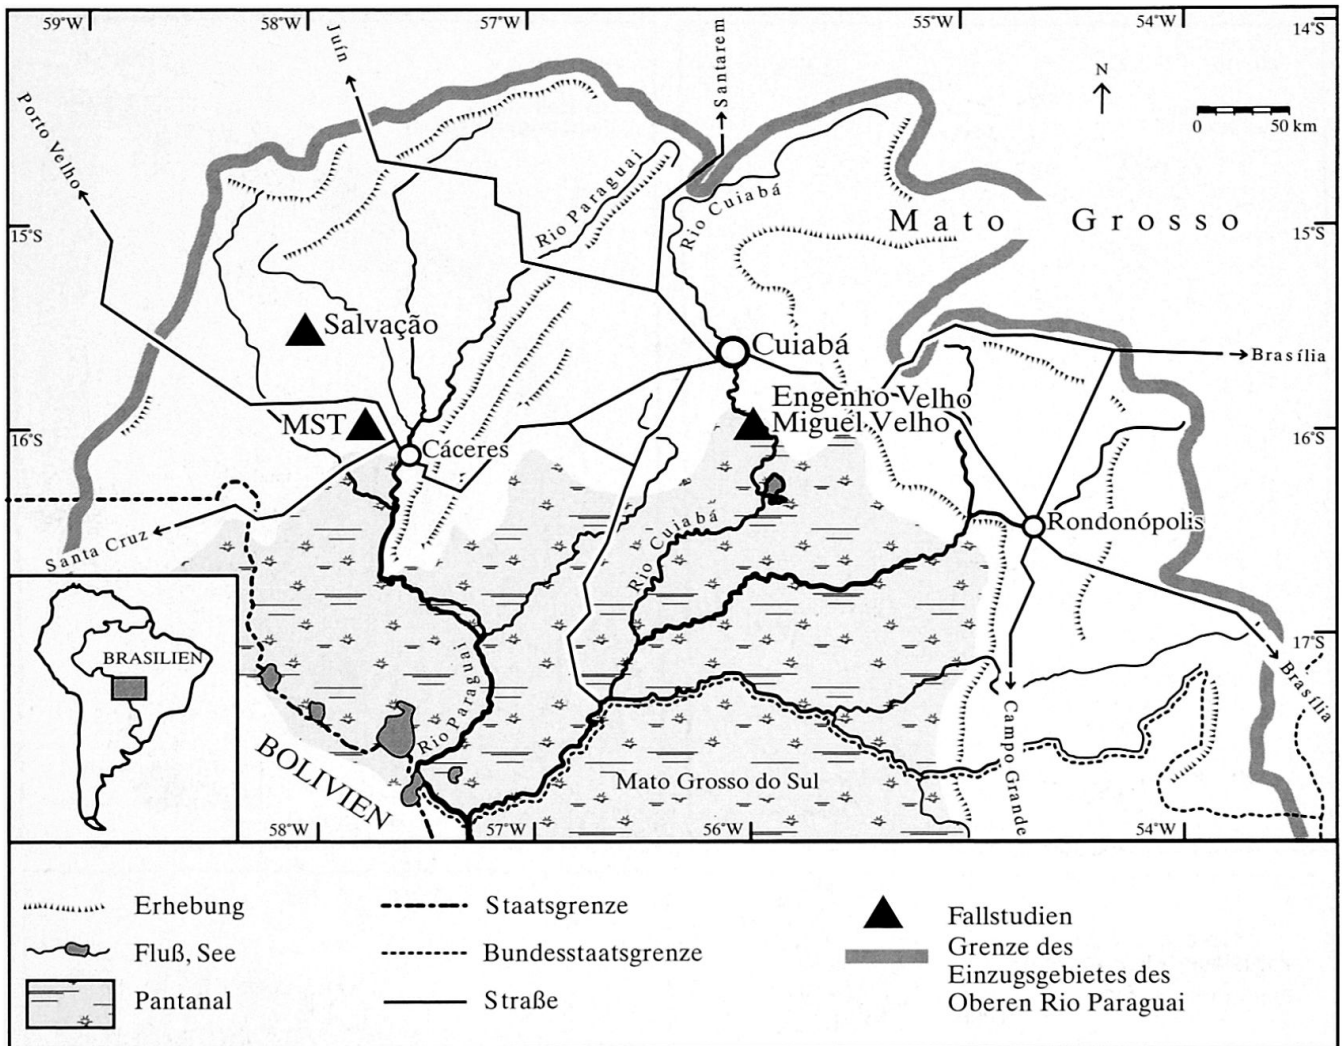 59°W
58°W
57°W
55°W
54°W
14°S
Juín
Santarem
Porto Velho
N
0 50 km
Rio Paraguai
Rio Cuiabá
Mato Grosso
15°S
15°S
Salvação
Cuiabá
Brasília
Engenho Velho
Miguel Velho
MST
16°S
16°S
Cáceres
Rondonópolis
Santa Cruz
Rio Cuiabá
BRASILIEN
17°S
Rio Paraguai
Brasília
BOLIVIEN
Mato Grosso do Sul
Campo Grande
58°W
57°W
56°W
54°W
Erhebung
Fluß, See
Pantanal
Staatsgrenze
Bundesstaatsgrenze
Straße
Fallstudien
Grenze des
Einzugsgebietes des
Oberen Rio Paraguai